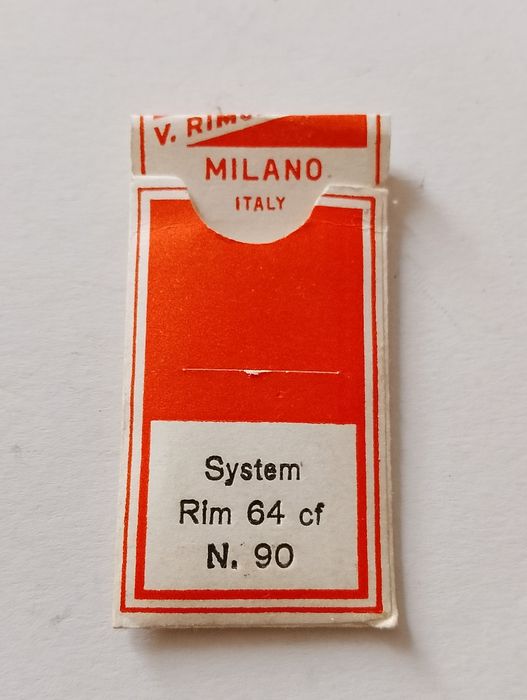 V.
MILANO
ITALY
System
Rim 64 cf
N. 90